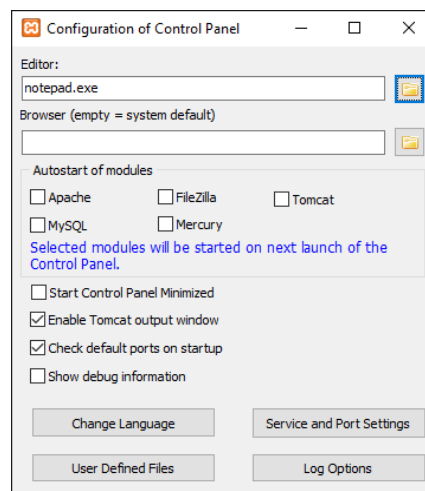 Configuration of Control Panel
Editor:
notepad.exe
Browser (empty = system default)
Autostart of modules
Apache FileZilla Tomcat
MySQL Mercury
Selected modules will be started on next launch of the
Control Panel.
Start Control Panel Minimized
Enable Tomcat output window
Check default ports on startup
Show debug information
Change Language Service and Port Settings
User Defined Files Log Options